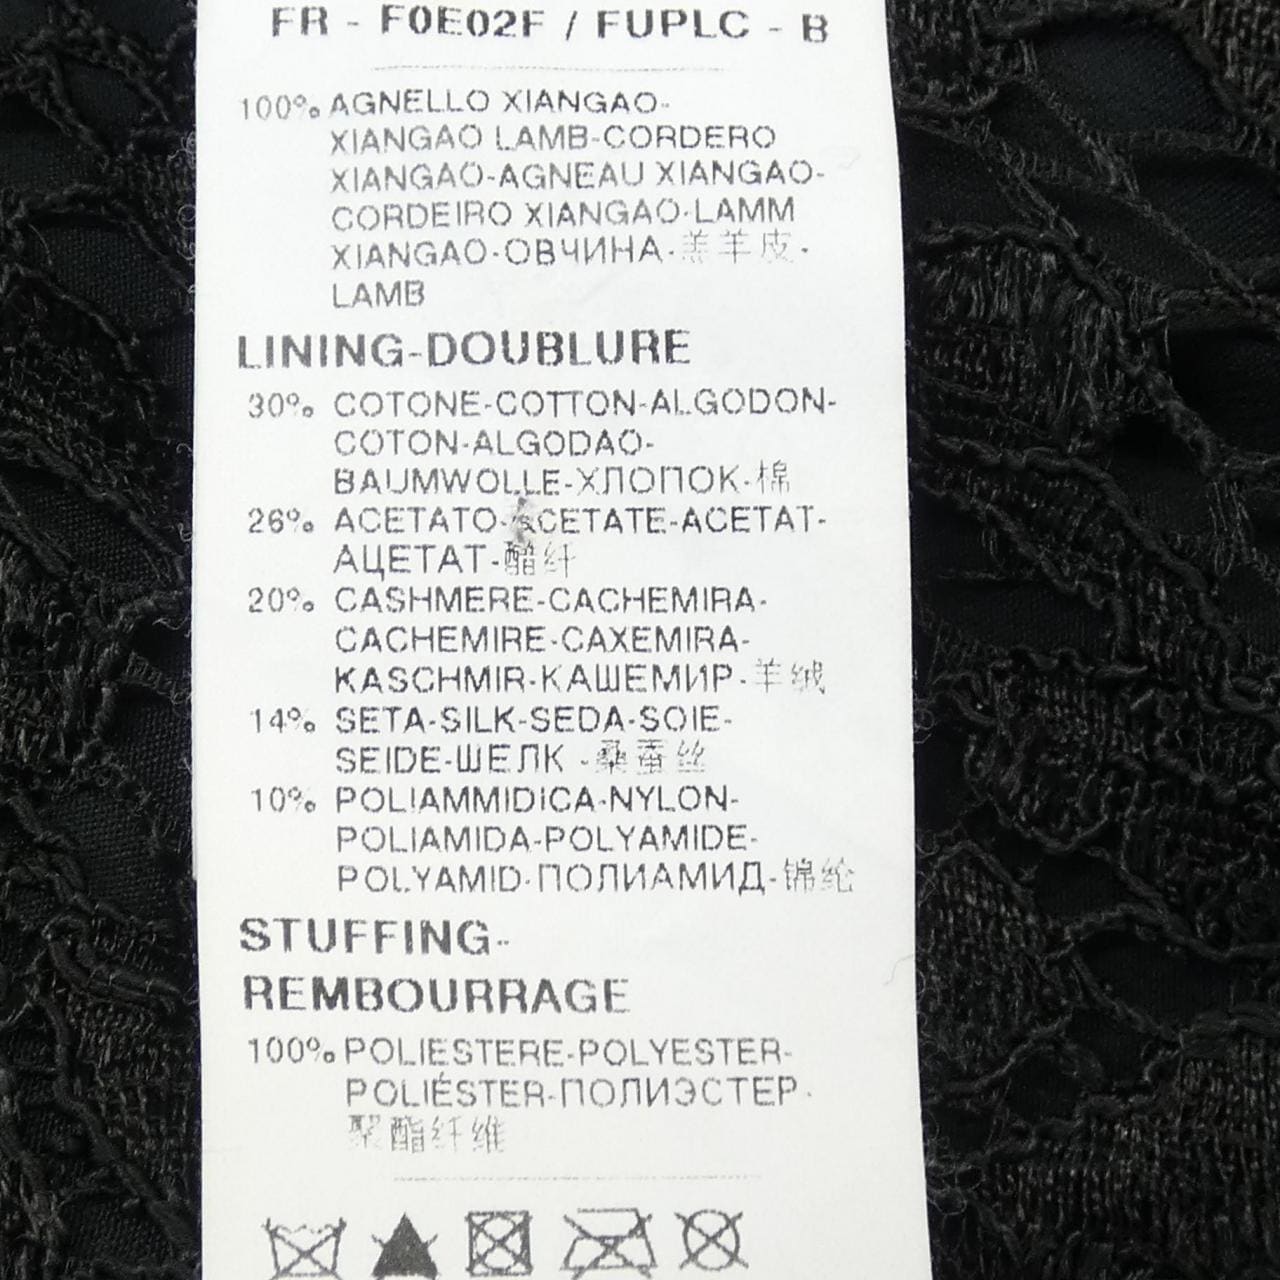 FR - F0E02F / FUPLC - B
100% AGNELLO XIANGAO-
XIANGAO LAMB-CORDERO
XIANGAO-AGNEAU XIANGAO-
CORDEIRO XIANGAO-LAMM
XIANGAO-ОВЧИНА-羔羊皮-
LAMB
LINING-DOUBLURE
30% COTONE-COTTON-ALGODON-
COTON-ALGODAO-
BAUMWOLLE-ХЛОПОК-棉
26% ACETATO-ACETATE-ACETAT-
АЦЕТАТ-醋纤
20% CASHMERE-CACHEMIRA-
CACHEMIRE-CAXEMIRA-
KASCHMIR-КАШЕМИР-羊绒
14% SETA-SILK-SEDA-SOIE-
SEIDE-ШЕЛК -桑蚕丝
10% POLIAMMIDICA-NYLON-
POLIAMIDA-POLYAMIDE-
POLYAMID-ПОЛИАМИД-锦纶
STUFFING-
REMBOURRAGE
100% POLIESTERE-POLYESTER-
POLIÉSTER-ПОЛИЭСТЕР-
聚酯纤维